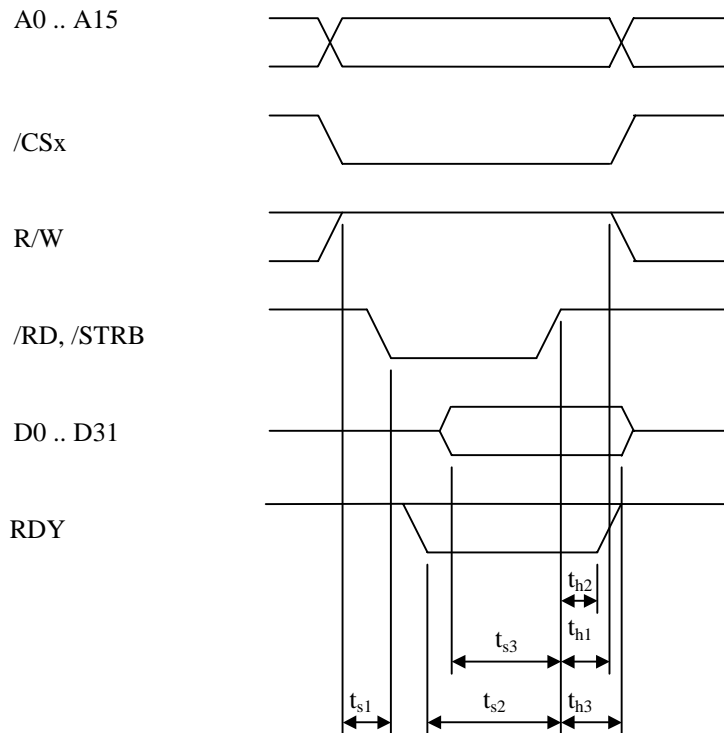 A0 .. A15
/CSx
R/W
/RD, /STRB
D0 .. D31
RDY
th2
ts3
th1
ts1
ts2
th3